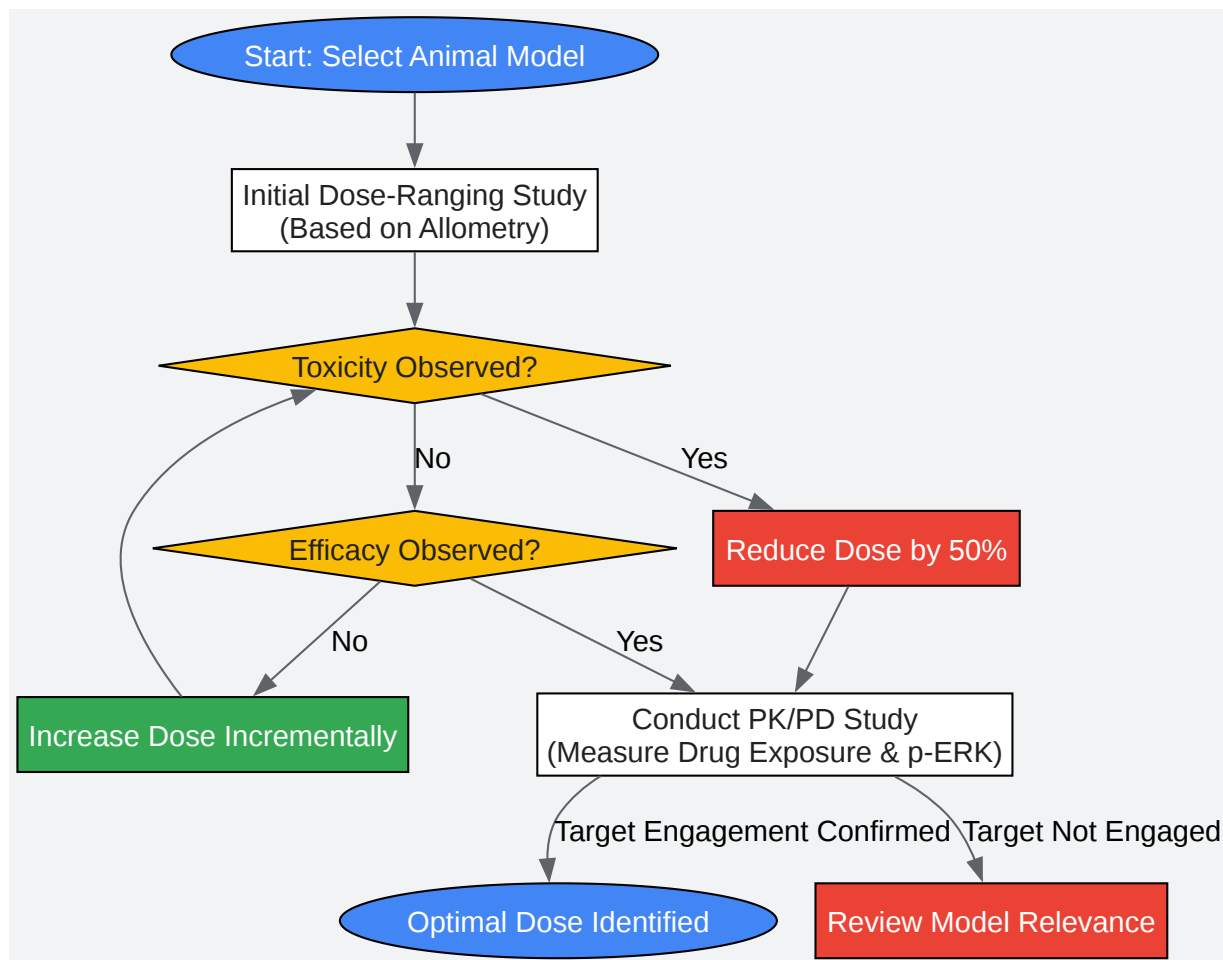 Start: Select Animal Model
Initial Dose-Ranging Study
(Based on Allometry)
Toxicity Observed?
No
Yes
Efficacy Observed?
Reduce Dose by 50%
No
Yes
Increase Dose Incrementally
Conduct PK/PD Study
(Measure Drug Exposure & p-ERK)
Target Engagement Confirmed
Target Not Engaged
Optimal Dose Identified
Review Model Relevance